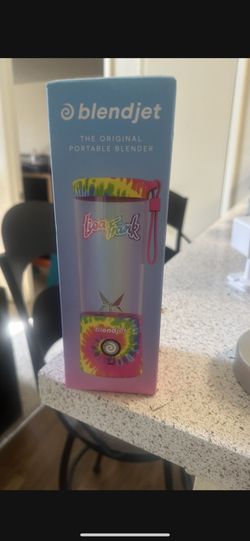 blendjet
THE ORIGINAL
PORTABLE BLENDER
Lisa Frank
blendjet